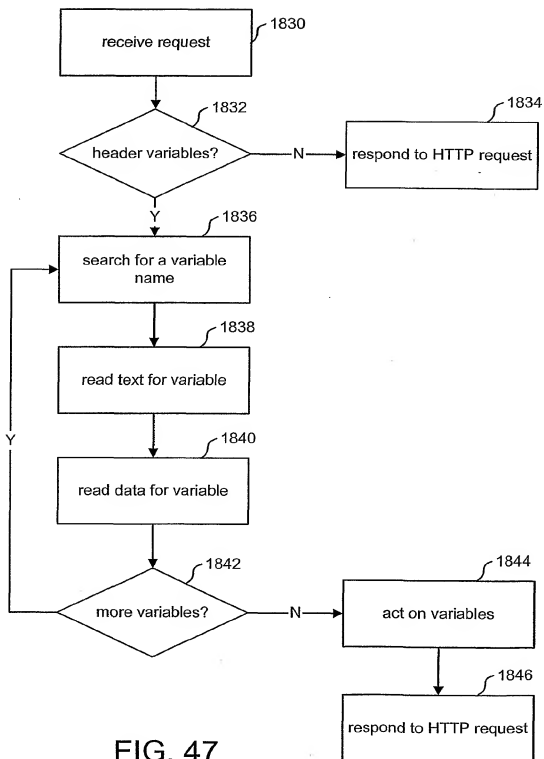 receive request
1830
header variables?
1832
N
respond to HTTP request
1834
Y
search for a variable
name
1836
read text for variable
1838
read data for variable
1840
Y
more variables?
1842
N
act on variables
1844
respond to HTTP request
1846
FIG. 47